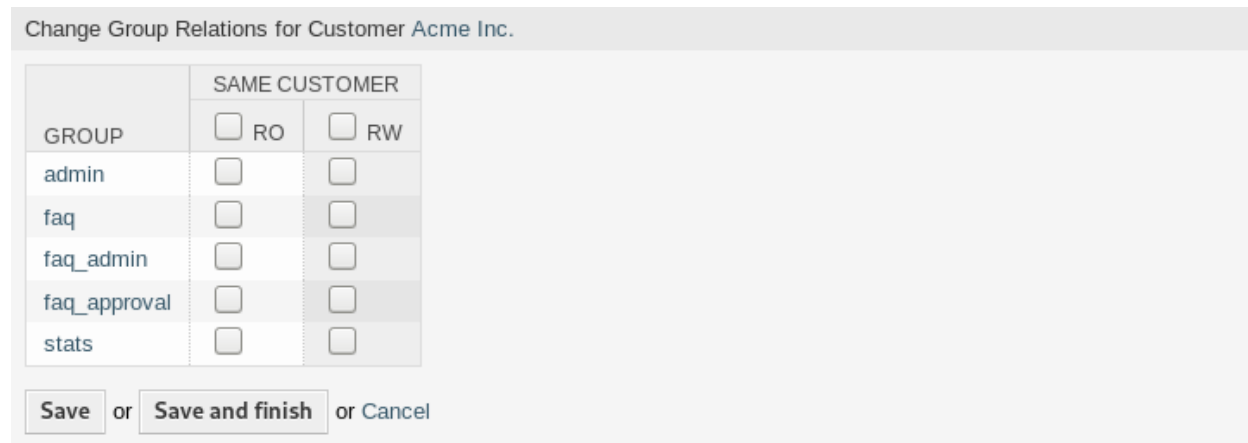 Change Group Relations for Customer Acme Inc.
SAME CUSTOMER
GROUP RO RW
admin
faq
faq_admin
faq_approval
stats
Save or Save and finish or Cancel